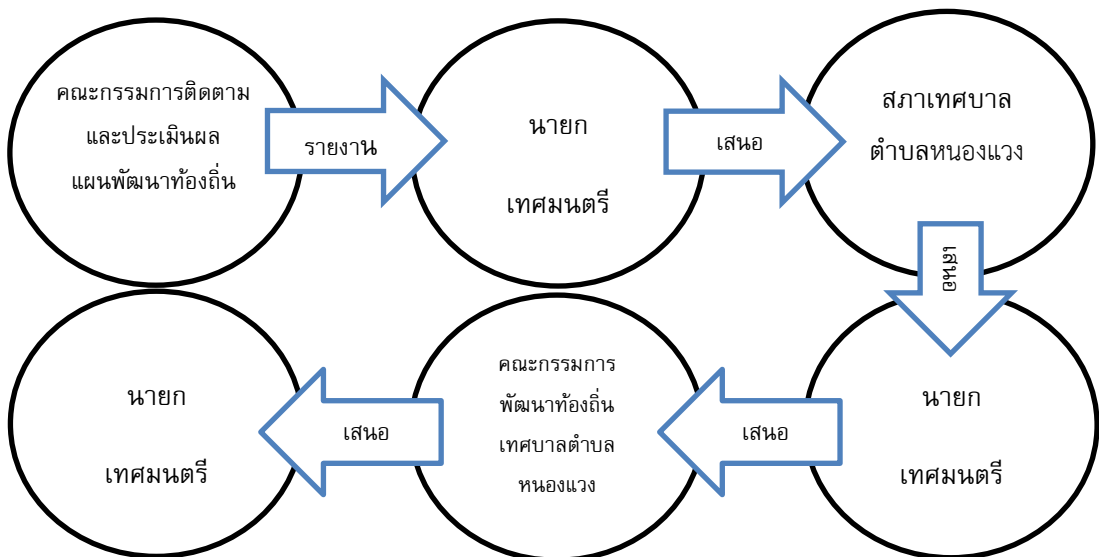 คณะกรรมการติดตาม
และประเมินผล
แผนพัฒนาท้องถิ่น
รายงาน
นายก
เทศมนตรี
เสนอ
สภาเทศบาล
ตำบลหนองแวง
เสนอ
นายก
เทศมนตรี
เสนอ
คณะกรรมการ
พัฒนาท้องถิ่น
เทศบาลตำบล
หนองแวง
เสนอ
นายก
เทศมนตรี